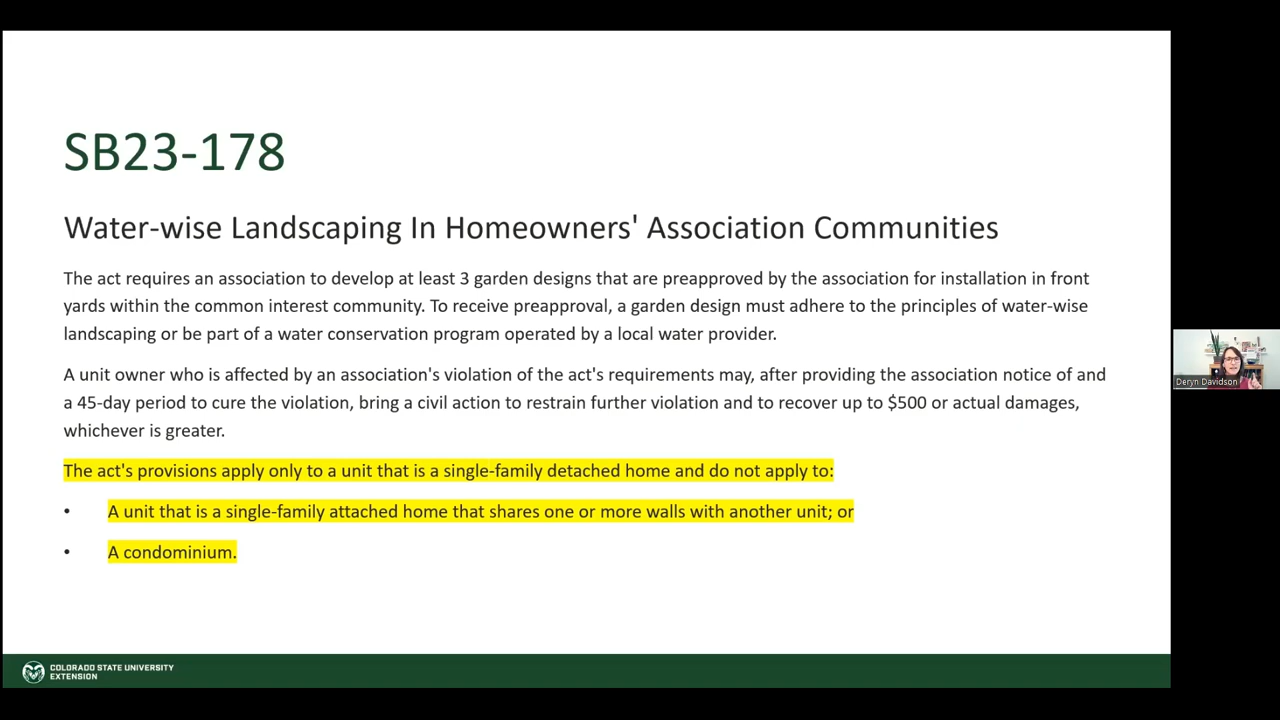 SB23-178
Water-wise Landscaping In Homeowners' Association Communities
The act requires an association to develop at least 3 garden designs that are preapproved by the association for installation in front
yards within the common interest community. To receive preapproval, a garden design must adhere to the principles of water-wise
landscaping or be part of a water conservation program operated by a local water provider.
A unit owner who is affected by an association's violation of the act's requirements may, after providing the association notice of and
a 45-day period to cure the violation, bring a civil action to restrain further violation and to recover up to $500 or actual damages,
whichever is greater.
The act's provisions apply only to a unit that is a single-family detached home and do not apply to:
• A unit that is a single-family attached home that shares one or more walls with another unit; or
• A condominium.
Deryn Davidson
COLORADO STATE UNIVERSITY
EXTENSION